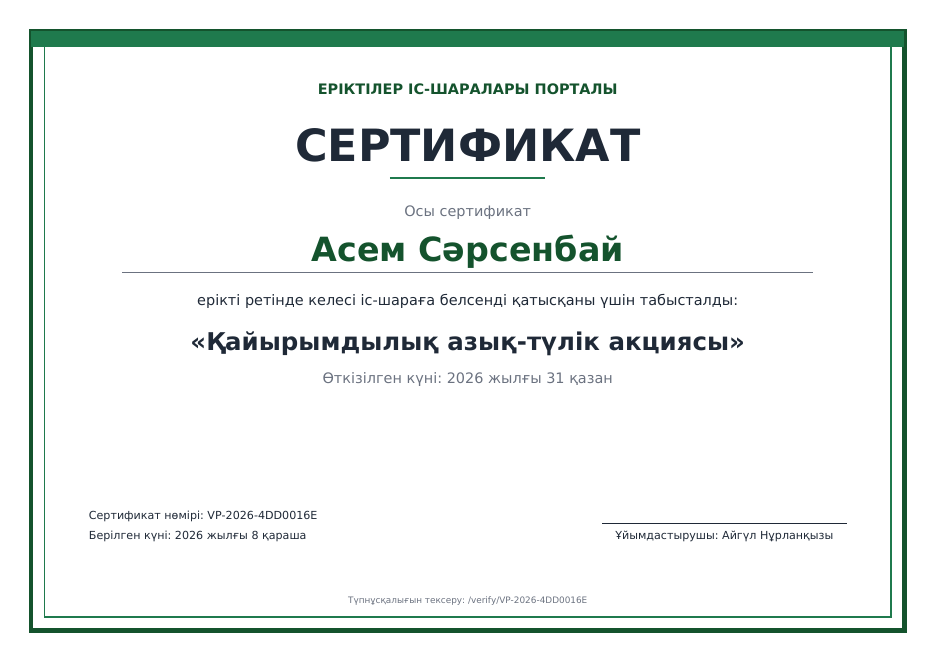 ЕРІКТІЛЕР ІС-ШАРАЛАРЫ ПОРТАЛЫ
СЕРТИФИКАТ
Осы сертификат
Асем Сәрсенбай
ерікті ретінде келесі іс-шараға белсенді қатысқаны үшін табысталды:
«Қайырымдылық азық-түлік акциясы»
Өткізілген күні: 2026 жылғы 31 қазан
Сертификат нөмірі: VP-2026-4DD0016E
Берілген күні: 2026 жылғы 8 қараша
Ұйымдастырушы: Айгүл Нұрланқызы
Түпнұсқалығын тексеру: /verify/VP-2026-4DD0016E